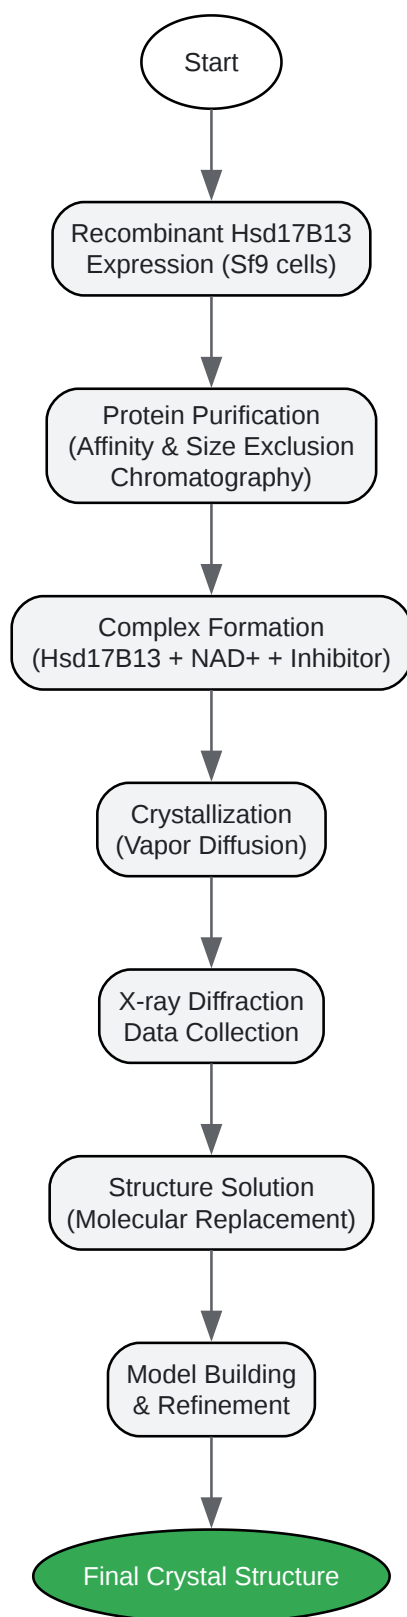 Start
Recombinant Hsd17B13
Expression (Sf9 cells)
Protein Purification
(Affinity & Size Exclusion
Chromatography)
Complex Formation
(Hsd17B13 + NAD+ + Inhibitor)
Crystallization
(Vapor Diffusion)
X-ray Diffraction
Data Collection
Structure Solution
(Molecular Replacement)
Model Building
& Refinement
Final Crystal Structure